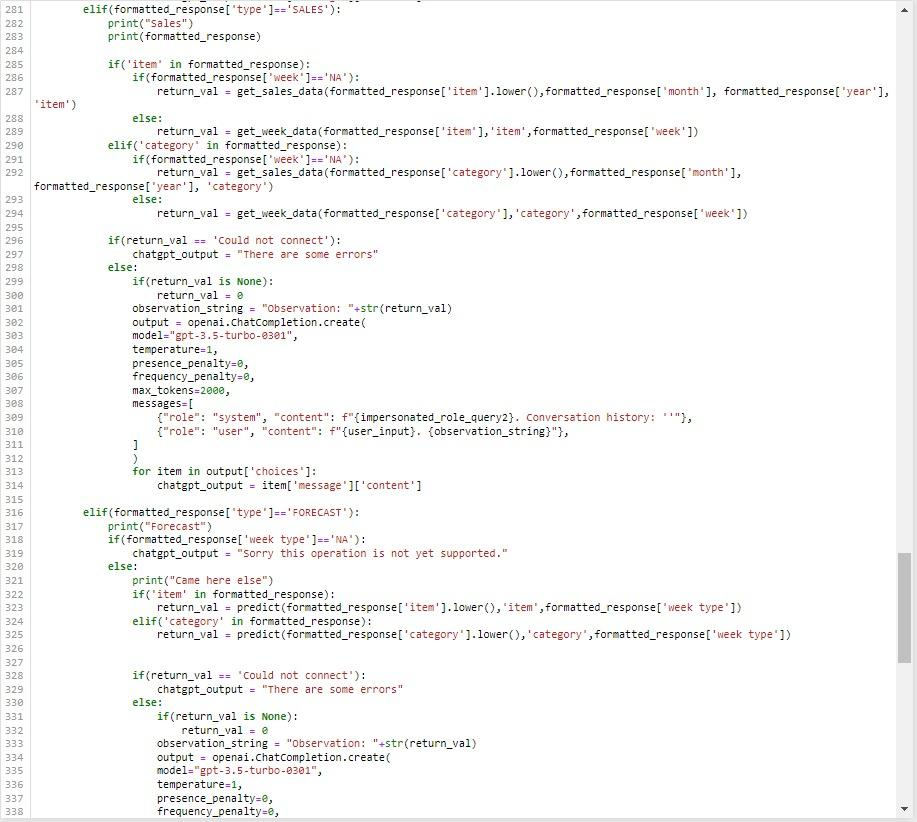 281 elif(formatted_response['type']=='SALES'):
282 print("Sales")
283 print(formatted_response)
284
285 if('item' in formatted_response):
286 if(formatted_response['week']=='NA'):
287 return_val = get_sales_data(formatted_response['item'].lower(),formatted_response['month'], formatted_response['year'],
'item')
288 else:
289 return_val = get_week_data(formatted_response['item'],'item',formatted_response['week'])
290 elif('category' in formatted_response):
291 if(formatted_response['week']=='NA'):
292 return_val = get_sales_data(formatted_response['category'].lower(),formatted_response['month'],
formatted_response['year'], 'category')
293 else:
294 return_val = get_week_data(formatted_response['category'],'category',formatted_response['week'])
295
296 if(return_val == 'Could not connect'):
297 chatgpt_output = "There are some errors"
298 else:
299 if(return_val is None):
300 return_val = 0
301 observation_string = "Observation: "+str(return_val)
302 output = openai.ChatCompletion.create(
303 model="gpt-3.5-turbo-0301",
304 temperature=1,
305 presence_penalty=0,
306 frequency_penalty=0,
307 max_tokens=2000,
308 messages=[
309 {"role": "system", "content": f"{impersonated_role_query2}. Conversation history: ''"},
310 {"role": "user", "content": f"{user_input}. {observation_string}"},
311 ]
312 )
313 for item in output['choices']:
314 chatgpt_output = item['message']['content']
315
316 elif(formatted_response['type']=='FORECAST'):
317 print("Forecast")
318 if(formatted_response['week type']=='NA'):
319 chatgpt_output = "Sorry this operation is not yet supported."
320 else:
321 print("Came here else")
322 if('item' in formatted_response):
323 return_val = predict(formatted_response['item'].lower(),'item',formatted_response['week type'])
324 elif('category' in formatted_response):
325 return_val = predict(formatted_response['category'].lower(),'category',formatted_response['week type'])
326
327
328 if(return_val == 'Could not connect'):
329 chatgpt_output = "There are some errors"
330 else:
331 if(return_val is None):
332 return_val = 0
333 observation_string = "Observation: "+str(return_val)
334 output = openai.ChatCompletion.create(
335 model="gpt-3.5-turbo-0301",
336 temperature=1,
337 presence_penalty=0,
338 frequency_penalty=0,